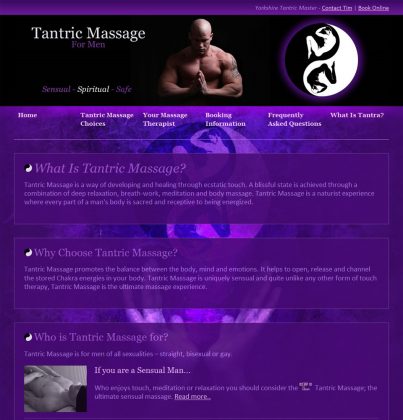 Yorkshire Tantric Master - Contact Tim | Book Online
Tantric Massage
For Men
Sensual - Spiritual - Safe
Home
Tantric Massage
Choices
Your Massage
Therapist
Booking
Information
Frequently
Asked Questions
What Is Tantra?
What Is Tantric Massage?
Tantric Massage is a way of developing and healing through ecstatic touch. A blissful state is achieved through a
combination of deep relaxation, breath-work, meditation and body massage. Tantric Massage is a naturist experience
where every part of a man's body is sacred and receptive to being energized.
Why Choose Tantric Massage?
Tantric Massage promotes the balance between the body, mind and emotions. It helps to open, release and channel
the stored Chakra energies in your body. Tantric Massage is uniquely sensual and quite unlike any other form of touch
therapy, Tantric Massage is the ultimate massage experience.
Who is Tantric Massage for?
Tantric Massage is for men of all sexualities – straight, bisexual or gay.
If you are a Sensual Man...
Who enjoys touch, meditation or relaxation you should consider the Tantric Massage; the
ultimate sensual massage. Read more..